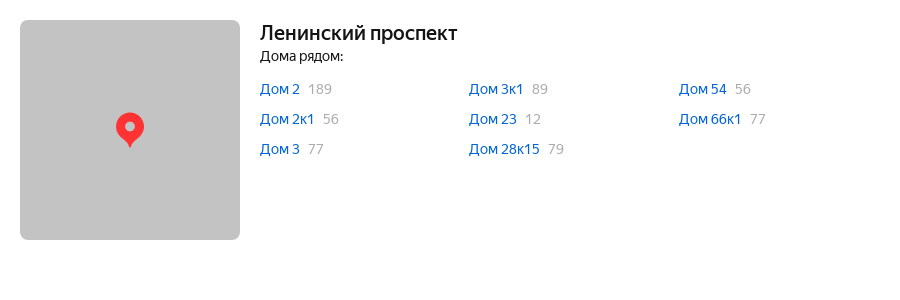 Ленинский проспект
Дома рядом:
Дом 2 189
Дом 2к1 56
Дом 3 77
Дом 3к1 89
Дом 23 12
Дом 28к15 79
Дом 54 56
Дом 66к1 77